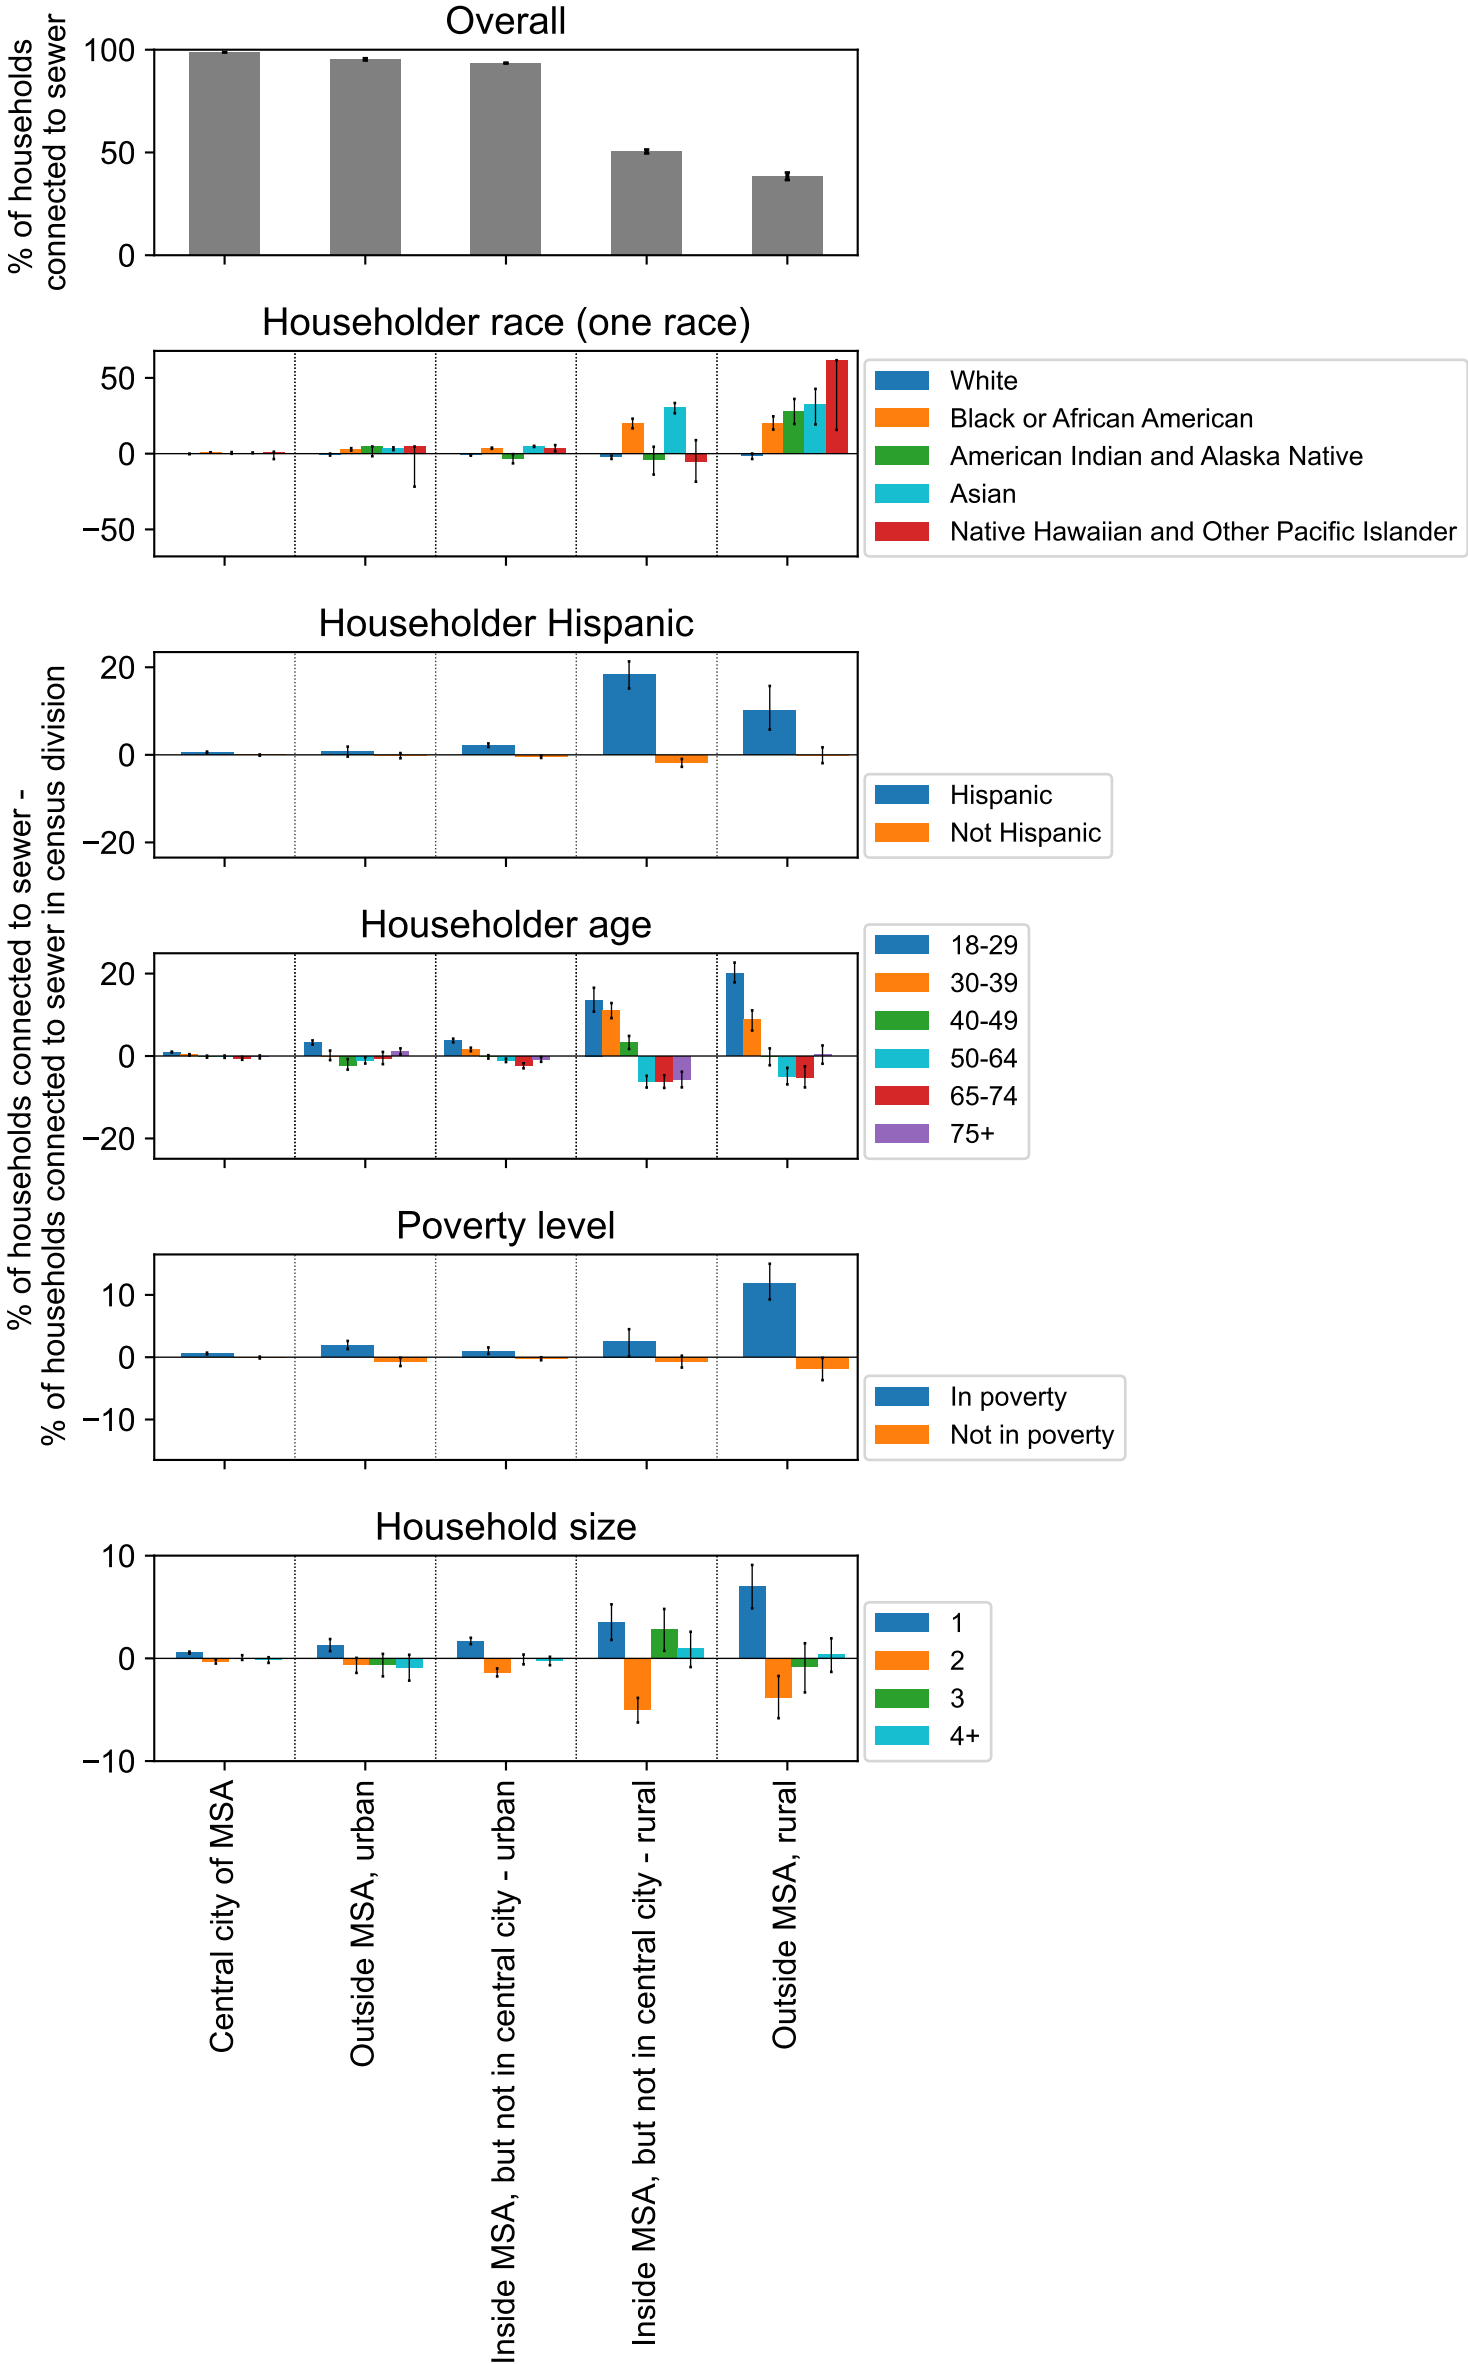 Overall
% of households
connected to sewer
100
50
0
Householder race (one race)
50
0
−50
White
Black or African American
American Indian and Alaska Native
Asian
Native Hawaiian and Other Pacific Islander
% of households connected to sewer -
% of households connected to sewer in census division
Householder Hispanic
20
0
−20
Hispanic
Not Hispanic
Householder age
20
0
−20
18-29
30-39
40-49
50-64
65-74
75+
Poverty level
10
0
−10
In poverty
Not in poverty
Household size
10
0
−10
1
2
3
4+
Central city of MSA
Outside MSA, urban
Inside MSA, but not in central city - urban
Inside MSA, but not in central city - rural
Outside MSA, rural